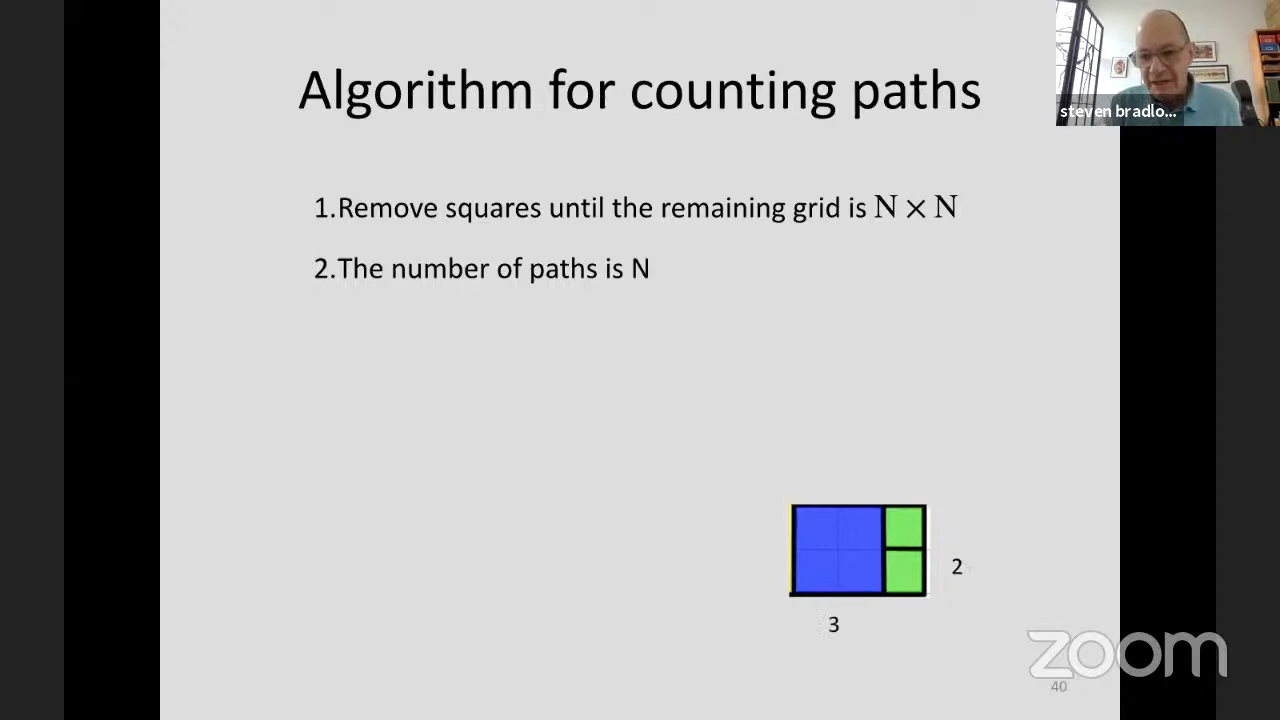 Algorithm for counting paths
steven bradlo...
1.Remove squares until the remaining grid is N × N
2.The number of paths is N
2
3
zoom
40